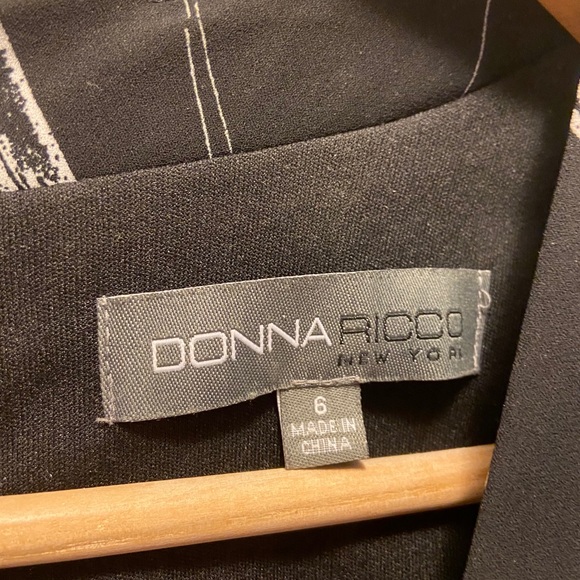 DONNA RICCO
NEW YORK
6
MADE IN
CHINA